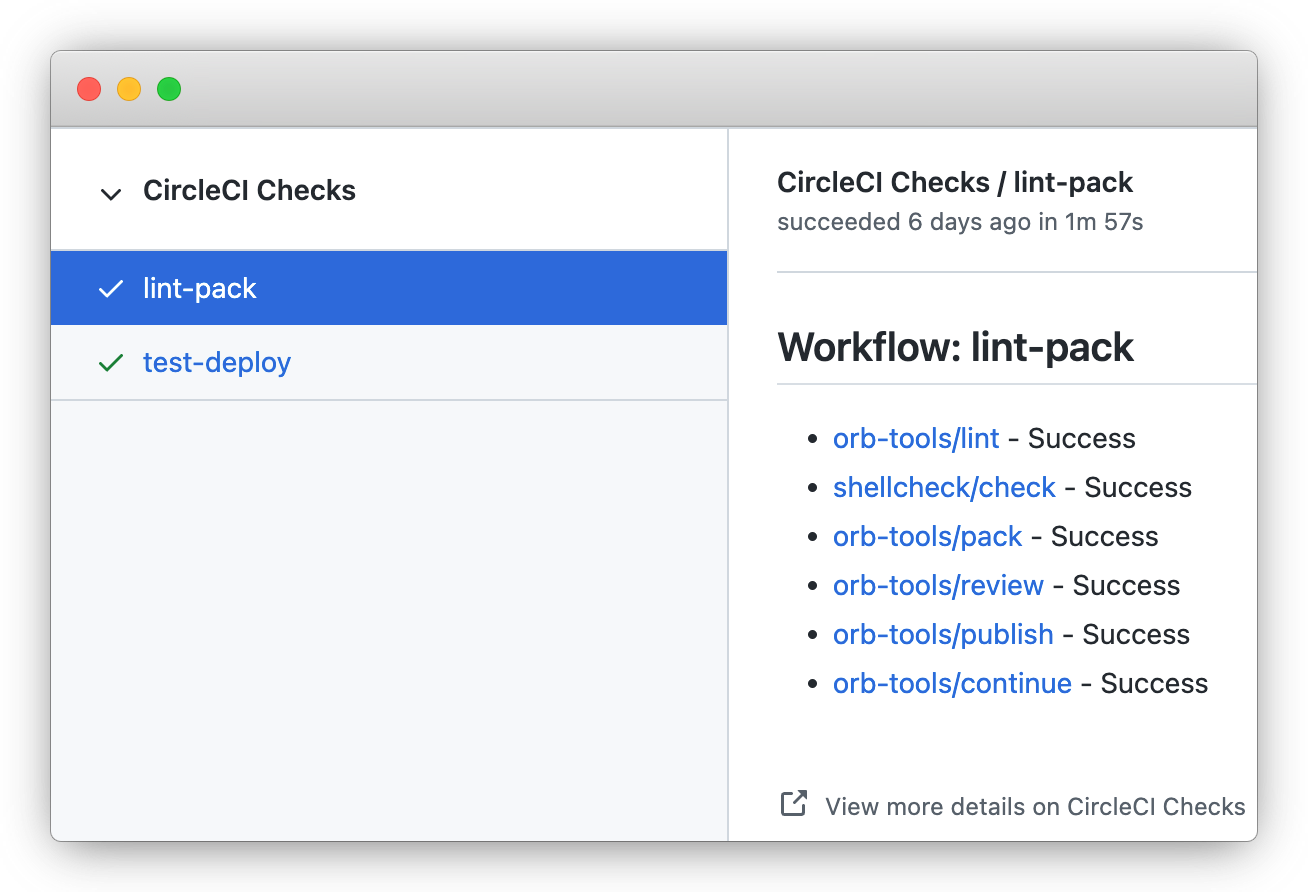 CircleCI Checks
lint-pack
test-deploy
CircleCI Checks / lint-pack
succeeded 6 days ago in 1m 57s
Workflow: lint-pack
orb-tools/lint - Success
shellcheck/check - Success
orb-tools/pack - Success
orb-tools/review - Success
orb-tools/publish - Success
orb-tools/continue - Success
View more details on CircleCI Checks